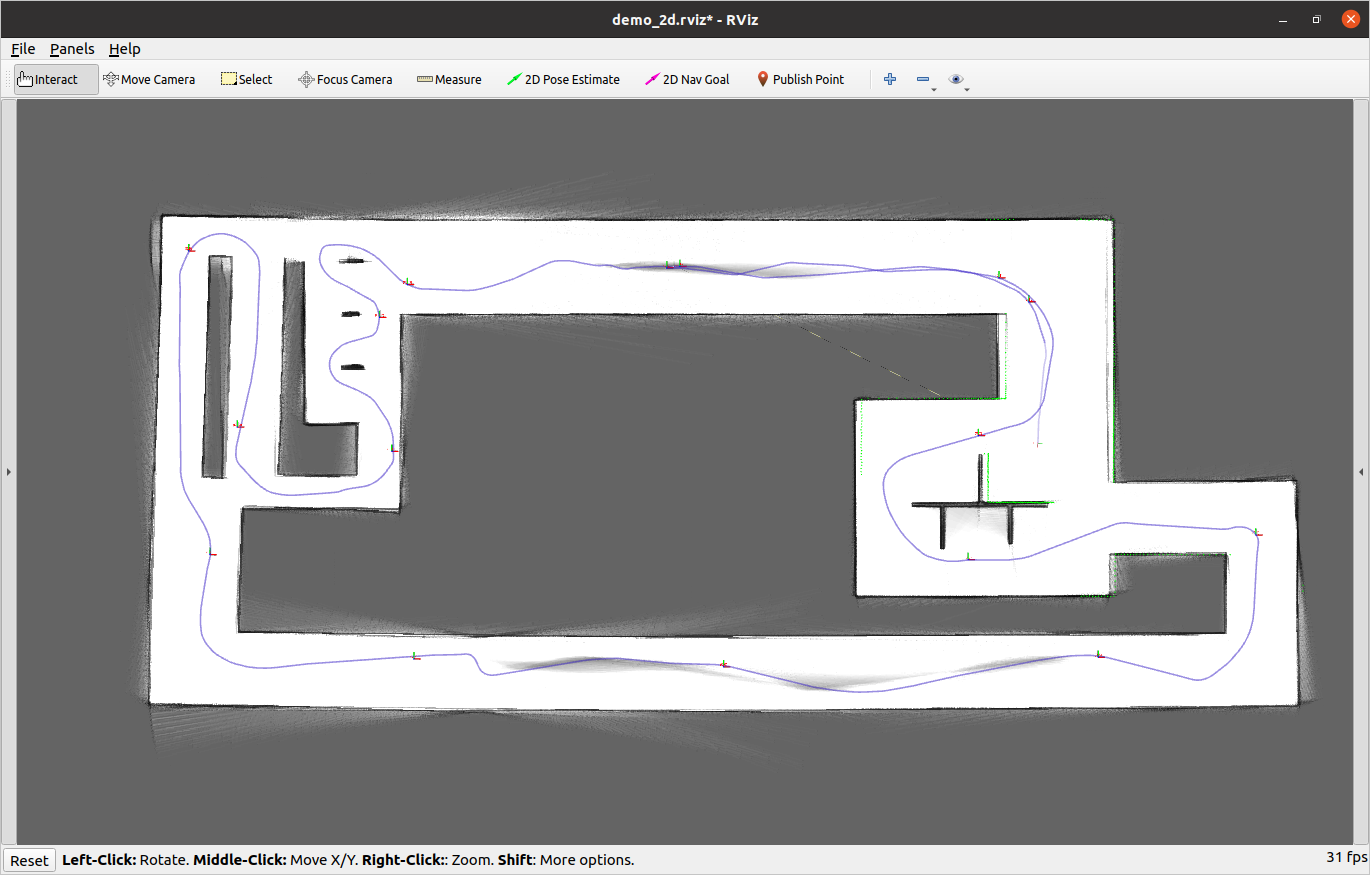 demo_2d.rviz* - RViz
File Panels Help
Interact Move Camera Select Focus Camera Measure 2D Pose Estimate 2D Nav Goal Publish Point
Reset Left-Click: Rotate. Middle-Click: Move X/Y. Right-Click:: Zoom. Shift: More options. 31 fps